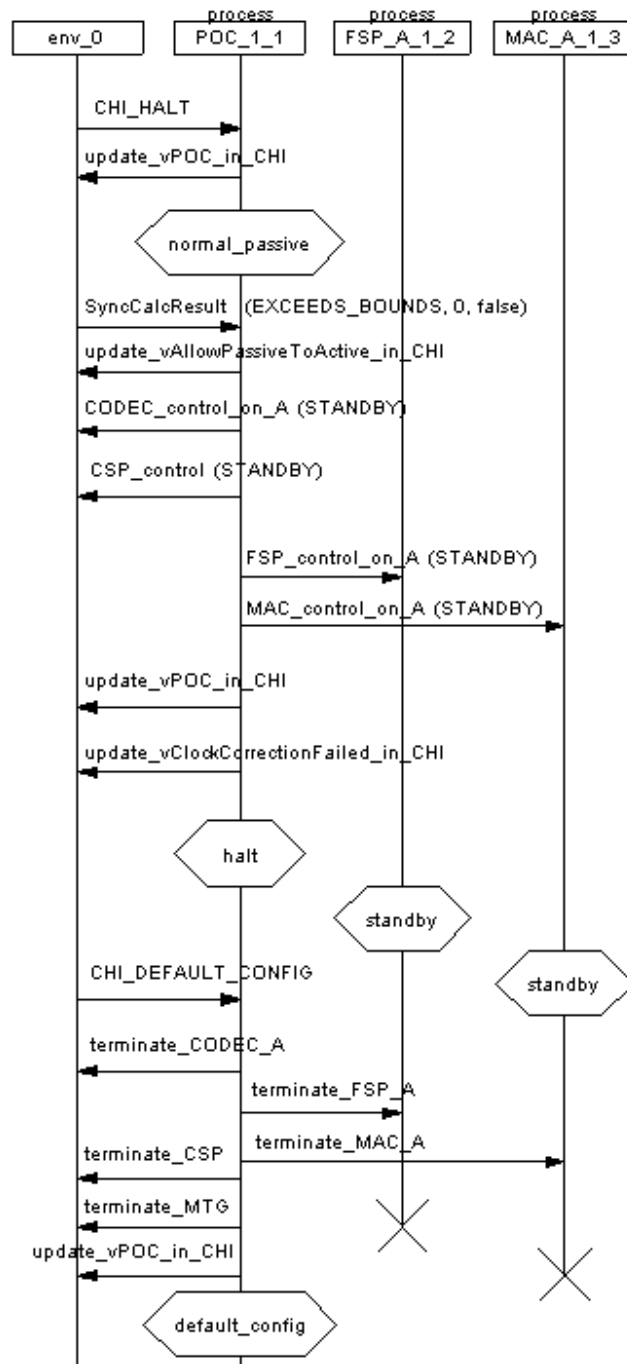 process process process
env_0 POC_1_1 FSP_A_1_2 MAC_A_1_3
CHI_HALT
update_vPOC_in_CHI
normal_passive
SyncCalcResult (EXCEEDS_BOUNDS, 0, false)
update_vAllowPassiveToActive_in_CHI
CODEC_control_on_A (STANDBY)
CSP_control (STANDBY)
FSP_control_on_A (STANDBY)
MAC_control_on_A (STANDBY)
update_vPOC_in_CHI
update_vClockCorrectionFailed_in_CHI
halt
standby
CHI_DEFAULT_CONFIG
standby
terminate_CODEC_A
terminate_FSP_A
terminate_MAC_A
terminate_CSP
terminate_MTG
update_vPOC_in_CHI
default_config